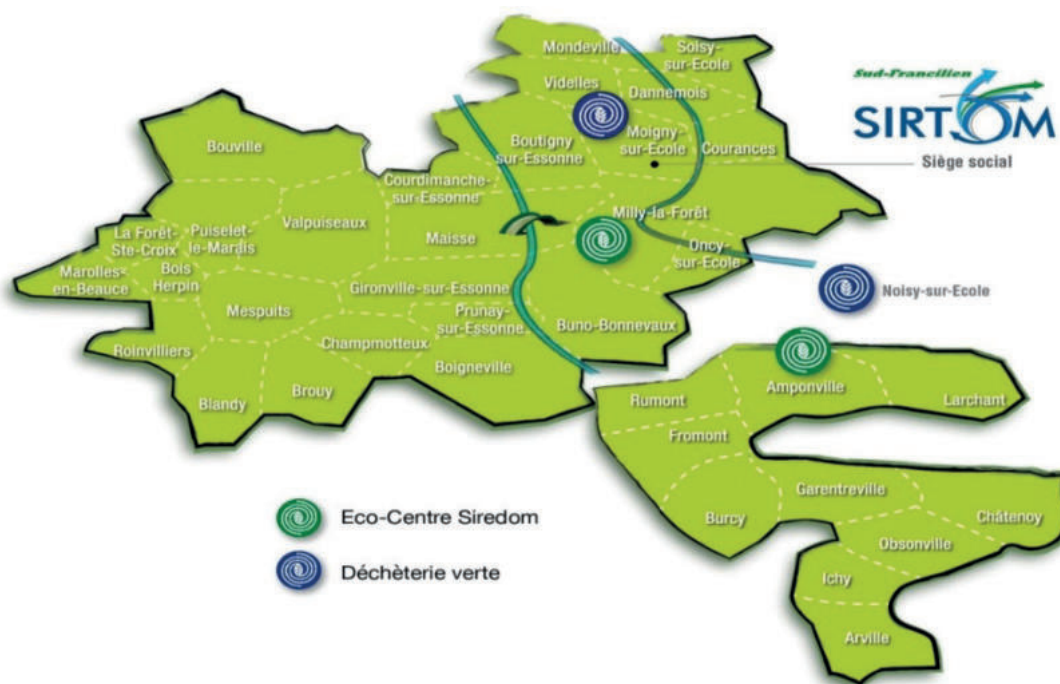 Mondeville
Soisy-
sur-Ecole
Sud-Francilien
SIRTOM
Siège social
Videlles
Dannemois
Bouville
Boutigny
sur-Essonne
Moigny-
sur-Ecole
Courances
Courdimanche-
sur-Essonne
Valpuiseaux
Maisse
Milly-la-Forêt
Oncy-
sur-Ecole
La Forêt-
Ste-Croix
Puiselet-
le-Marais
Marolles-
en-Beauce
Bois
Herpin
Noisy-sur-Ecole
Mespuits
Gironville-sur-Essonne
Prunay-
sur-Essonne
Buno-Bonnevaux
Roinvilliers
Champmotteux
Boigneville
Blandy
Brouy
Rumont
Amponville
Larchant
Fromont
Burcy
Garentreville
Châtenoy
Obsonville
Ichy
Arville
Eco-Centre Siredom
Déchèterie verte